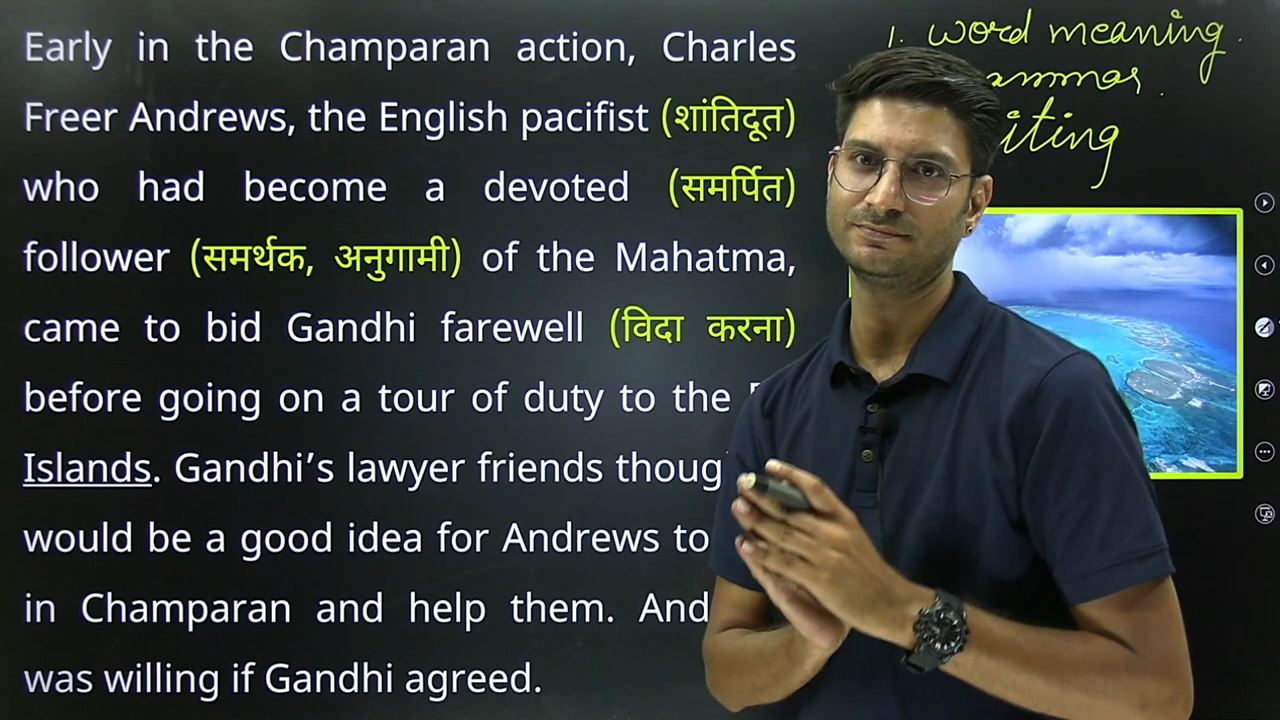 Early in the Champaran action, Charles
Freer Andrews, the English pacifist (शांतिदूत)
who had become a devoted (समर्पित)
follower (समर्थक, अनुगामी) of the Mahatma,
came to bid Gandhi farewell (विदा करना)
before going on a tour of duty to the
Islands. Gandhi’s lawyer friends
would be a good idea for Andrews to
in Champaran and help them.
was willing if Gandhi agreed.
1. word meaning.